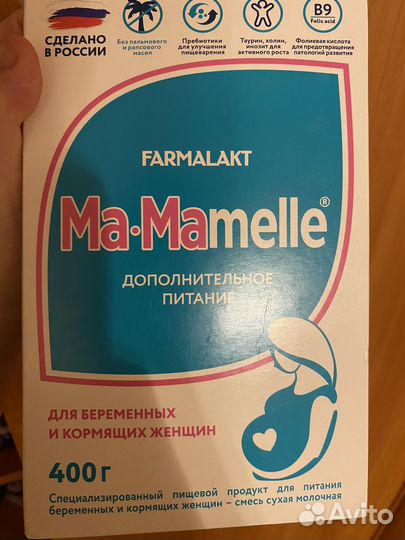 СДЕЛАНО
В РОССИИ
Без пальмового
и рапсового
масел
Пребиотики
для улучшения
пищеварения
Таурин, холин,
инозит для
активного роста
B9
Folic acid
Фолиевая кислота
для предотвращения
патологий развития
FARMALAKT
Ma·Mamelle®
ДОПОЛНИТЕЛЬНОЕ
ПИТАНИЕ
ДЛЯ БЕРЕМЕННЫХ
И КОРМЯЩИХ ЖЕНЩИН
400 г
Специализированный пищевой продукт для питания
беременных и кормящих женщин – смесь сухая молочная
Avito